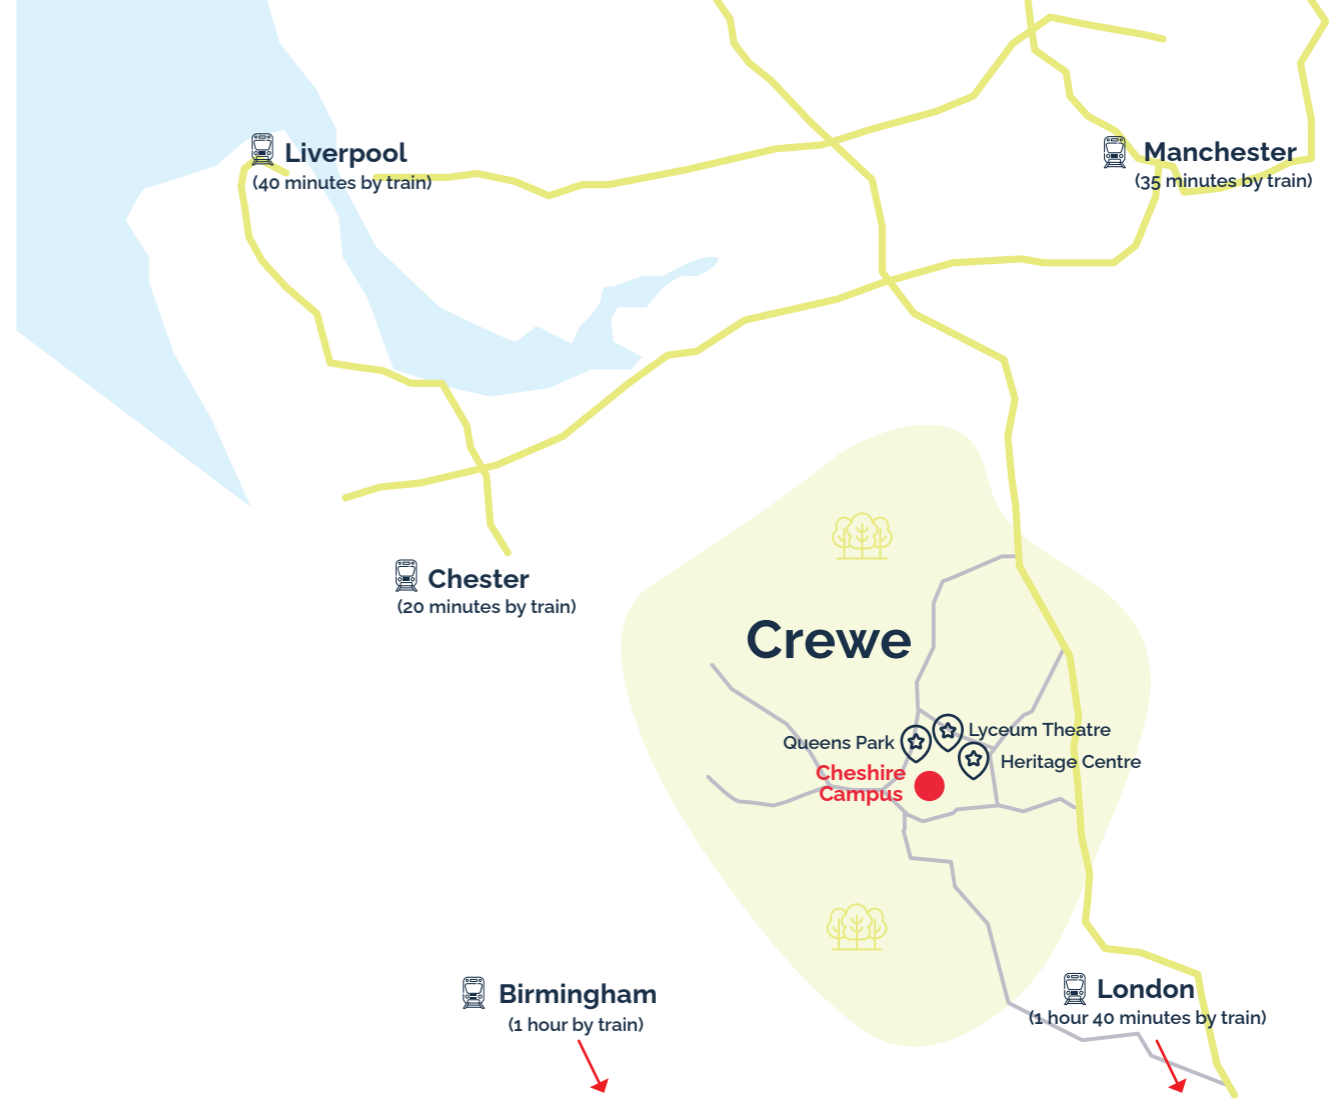 Liverpool
(40 minutes by train)
Manchester
(35 minutes by train)
Chester
(20 minutes by train)
Crewe
Queens Park
Lyceum Theatre
Heritage Centre
Cheshire
Campus
Birmingham
(1 hour by train)
London
(1 hour 40 minutes by train)